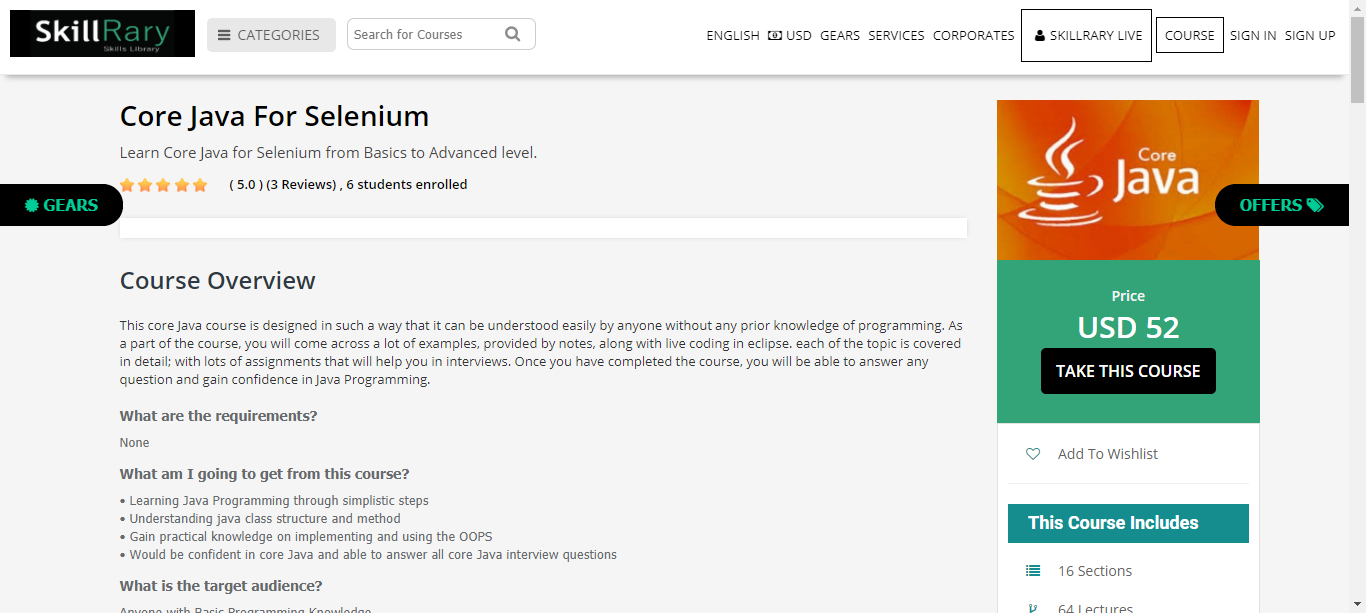 SkillRary
Skills Library
CATEGORIES
Search for Courses
ENGLISH USD GEARS SERVICES CORPORATES SKILLRARY LIVE COURSE SIGN IN SIGN UP
Core Java For Selenium
Learn Core Java for Selenium from Basics to Advanced level.
( 5.0 ) (3 Reviews) , 6 students enrolled
GEARS
Course Overview
This core Java course is designed in such a way that it can be understood easily by anyone without any prior knowledge of programming. As
a part of the course, you will come across a lot of examples, provided by notes, along with live coding in eclipse. each of the topic is covered
in detail; with lots of assignments that will help you in interviews. Once you have completed the course, you will be able to answer any
question and gain confidence in Java Programming.
What are the requirements?
None
What am I going to get from this course?
• Learning Java Programming through simplistic steps
• Understanding java class structure and method
• Gain practical knowledge on implementing and using the OOPS
• Would be confident in core Java and able to answer all core Java interview questions
What is the target audience?
Anyone with Basic Programming Knowledge
Core
Java
OFFERS
Price
USD 52
TAKE THIS COURSE
Add To Wishlist
This Course Includes
16 Sections
64 Lectures